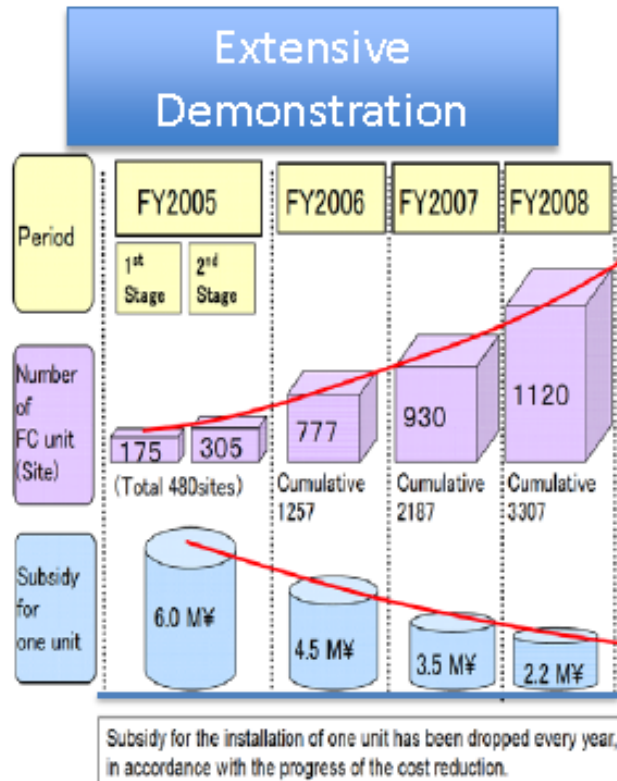 Extensive
Demonstration
Period
FY2005
FY2006
FY2007
FY2008
1st
Stage
2nd
Stage
Number
of
FC unit
(Site)
175
305
777
930
1120
(Total 480sites)
Cumulative
1257
Cumulative
2187
Cumulative
3307
Subsidy
for
one unit
6.0 M¥
4.5 M¥
3.5 M¥
2.2 M¥
Subsidy for the installation of one unit has been dropped every year,
in accordance with the progress of the cost reduction.